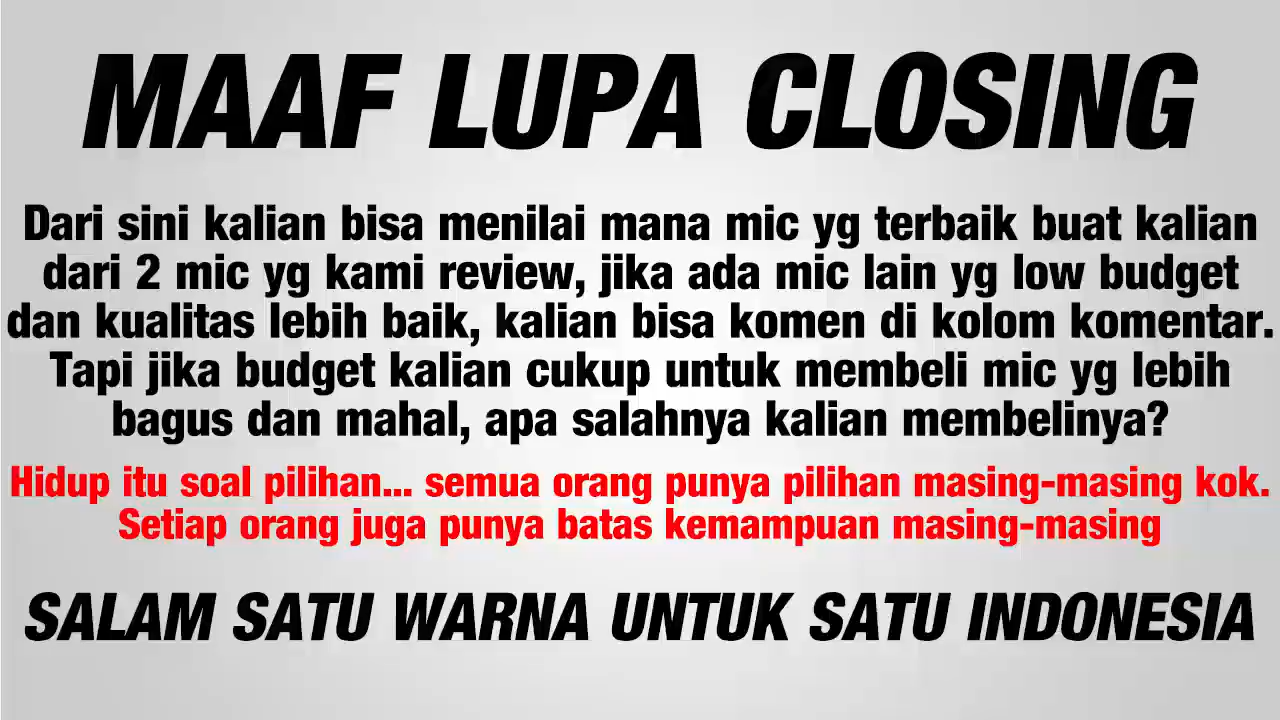 MAAF LUPA CLOSING
Dari sini kalian bisa menilai mana mic yg terbaik buat kalian
dari 2 mic yg kami review, jika ada mic lain yg low budget
dan kualitas lebih baik, kalian bisa komen di kolom komentar.
Tapi jika budget kalian cukup untuk membeli mic yg lebih
bagus dan mahal, apa salahnya kalian membelinya?
Hidup itu soal pilihan... semua orang punya pilihan masing-masing kok.
Setiap orang juga punya batas kemampuan masing-masing
SALAM SATU WARNA UNTUK SATU INDONESIA